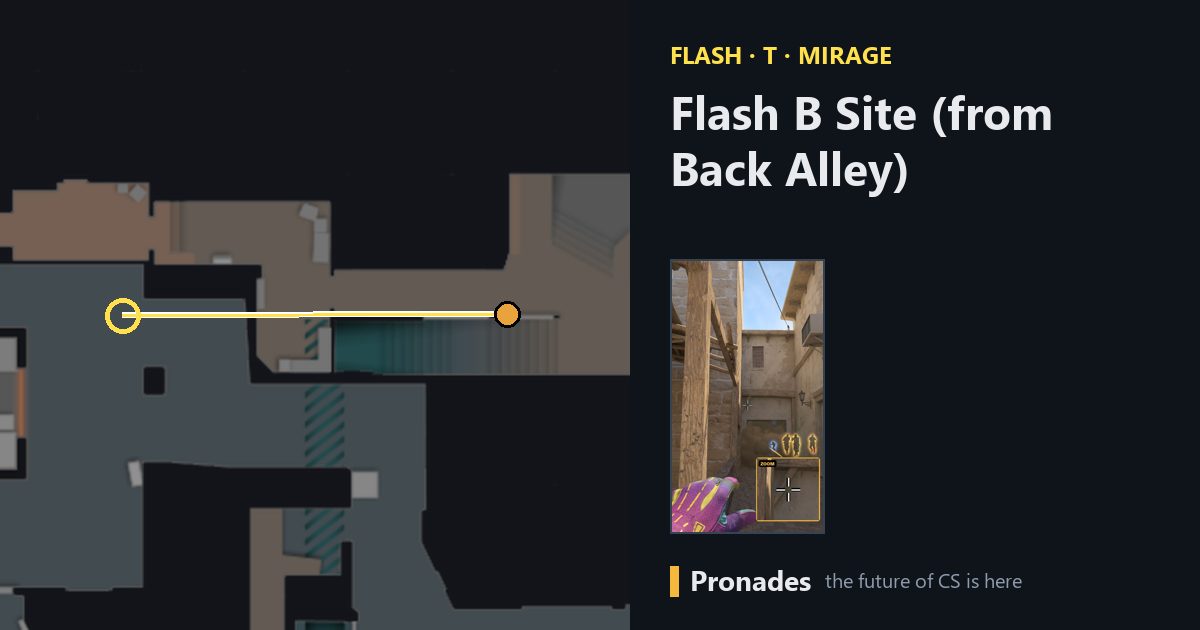 FLASH · T · MIRAGE
Flash B Site (from
Back Alley)
ZOOM
Pronades the future of CS is here